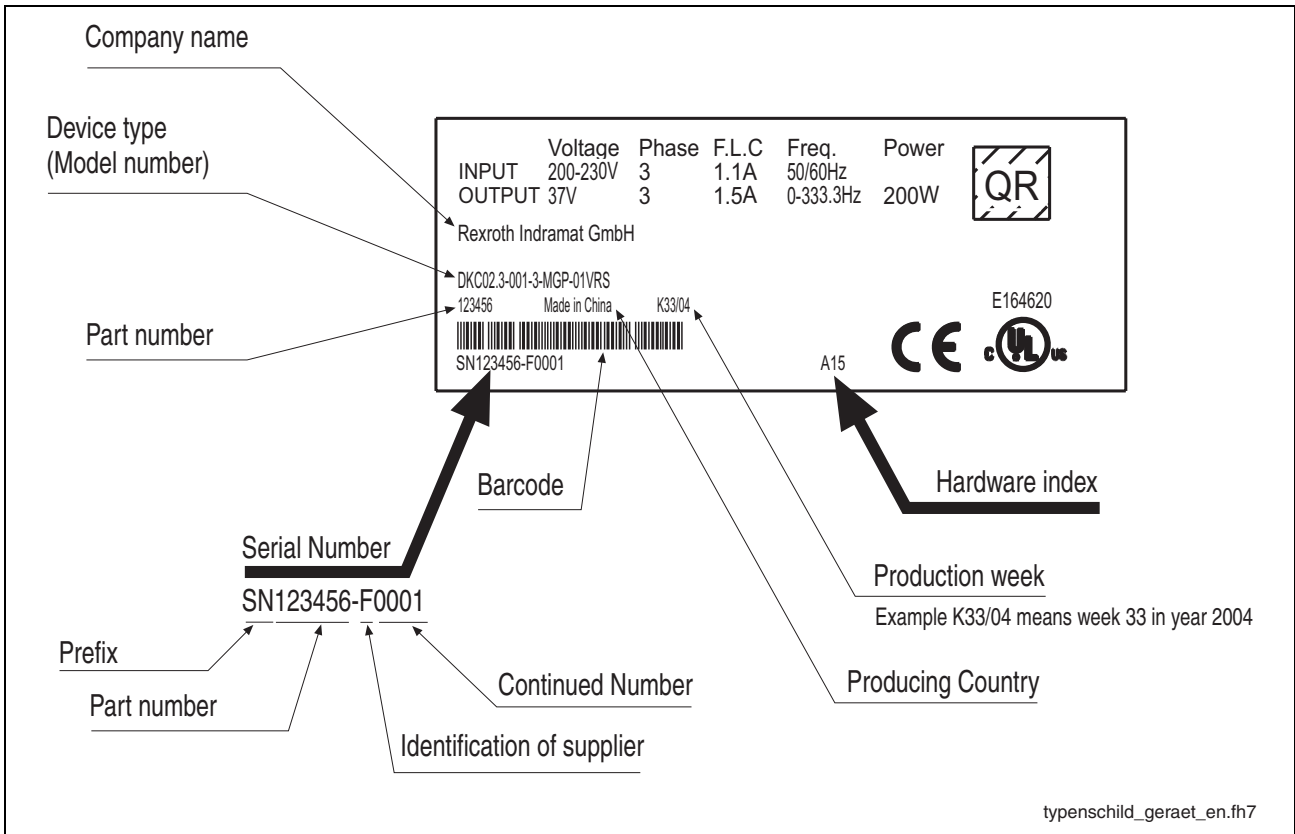 Company name
Device type
(Model number)
Voltage Phase F.L.C Freq. Power
INPUT 200-230V 3 1.1A 50/60Hz
OUTPUT 37V 3 1.5A 0-333.3Hz 200W
QR
Rexroth Indramat GmbH
DKC02.3-001-3-MGP-01VRS
123456 Made in China K33/04
E164620
Part number
SN123456-F0001
A15
CE
C UL US
Barcode
Hardware index
Serial Number
SN123456-F0001
Production week
Example K33/04 means week 33 in year 2004
Prefix
Part number
Continued Number
Producing Country
Identification of supplier
typenschild_geraet_en.fh7